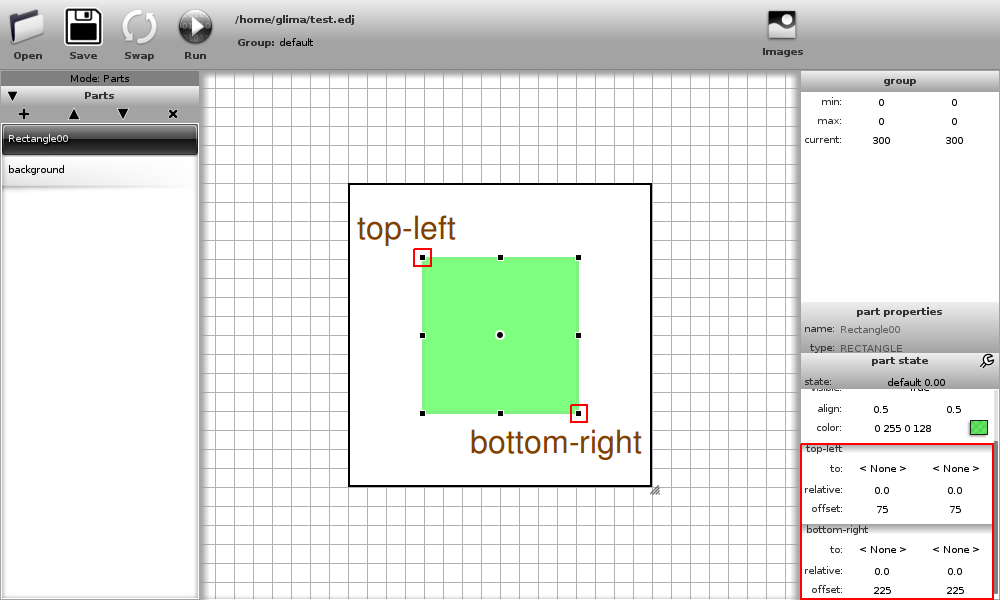 /home/glima/test.edj
Group: default
Open Save Swap Run
Images
Mode: Parts
Parts
Rectangle00
background
top-left
bottom-right
group
min: 0 0
max: 0 0
current: 300 300
part properties
name: Rectangle00
type: RECTANGLE
part state
state: default 0.00
visible: true
align: 0.5 0.5
color: 0 255 0 128
top-left
to: < None > < None >
relative: 0.0 0.0
offset: 75 75
bottom-right
to: < None > < None >
relative: 0.0 0.0
offset: 225 225